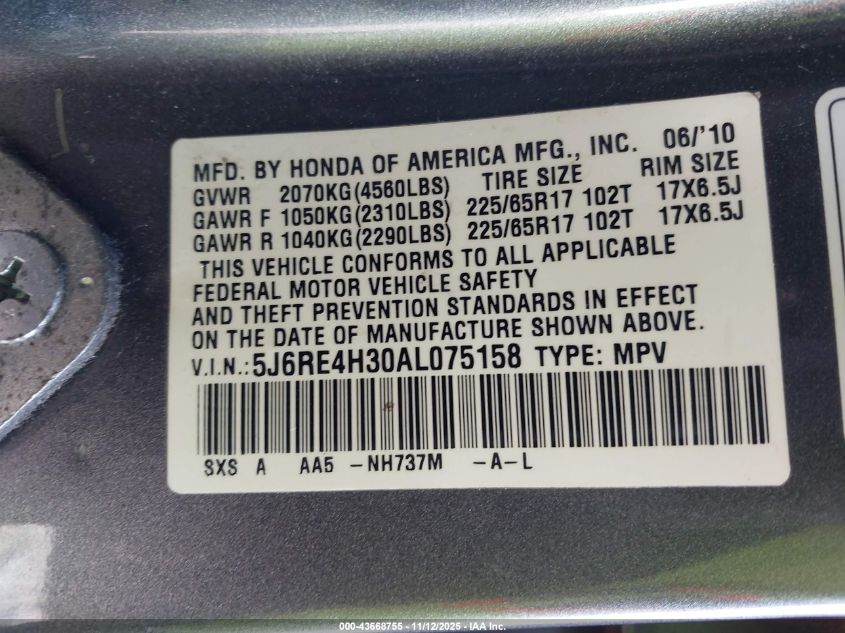 MFD. BY HONDA OF AMERICA MFG., INC. 06/'10
GVWR 2070KG(4560LBS) TIRE SIZE RIM SIZE
GAWR F 1050KG(2310LBS) 225/65R17 102T 17X6.5J
GAWR R 1040KG(2290LBS) 225/65R17 102T 17X6.5J
THIS VEHICLE CONFORMS TO ALL APPLICABLE
FEDERAL MOTOR VEHICLE SAFETY
AND THEFT PREVENTION STANDARDS IN EFFECT
ON THE DATE OF MANUFACTURE SHOWN ABOVE.
V.I.N.: 5J6RE4H30AL075158 TYPE: MPV
SXS A AA5 -NH737M -A-L
000-43668755 - 11/12/2025 - IAA Inc.